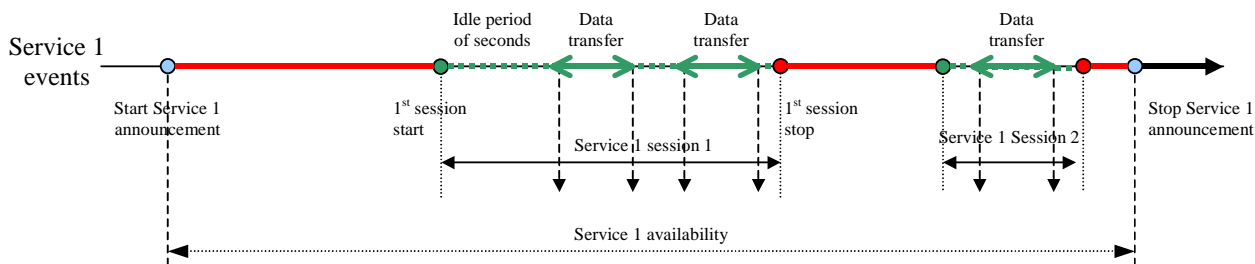 Idle period
of seconds
Data
transfer
Data
transfer
Data
transfer
Service 1
events
Start Service 1
announcement
1st session
start
1st session
stop
Stop Service 1
announcement
Service 1 session 1
Service 1 Session 2
Service 1 availability